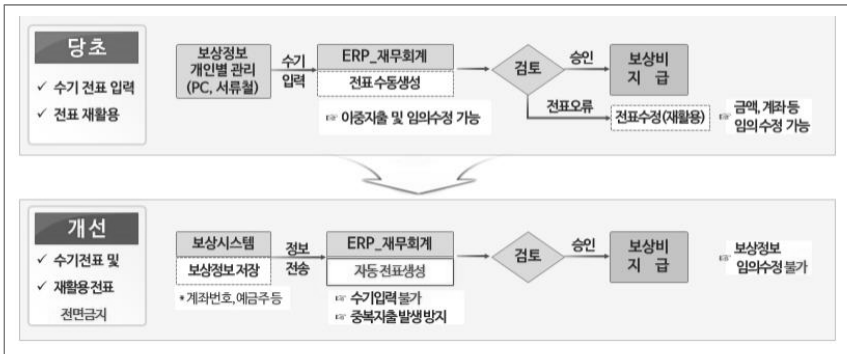 당초
✓ 수기 전표 입력
✓ 전표 재활용
보상정보
개인별 관리
(PC, 서류철)
수기
입력
ERP_재무회계
전표 수동생성
☞ 이중지출 및 임의수정 가능
검토
승인
보상비
지 급
전표오류
전표수정(재활용)
☞ 금액, 계좌 등
임의 수정 가능
개선
✓ 수기전표 및
✓ 재활용 전표
전면금지
보상시스템
보상정보 저장
*계좌번호, 예금주 등
정보
전송
ERP_재무회계
자동 전표생성
☞ 수기입력 불가
☞ 중복지출 발생 방지
검토
승인
보상비
지 급
☞ 보상정보
임의수정 불가